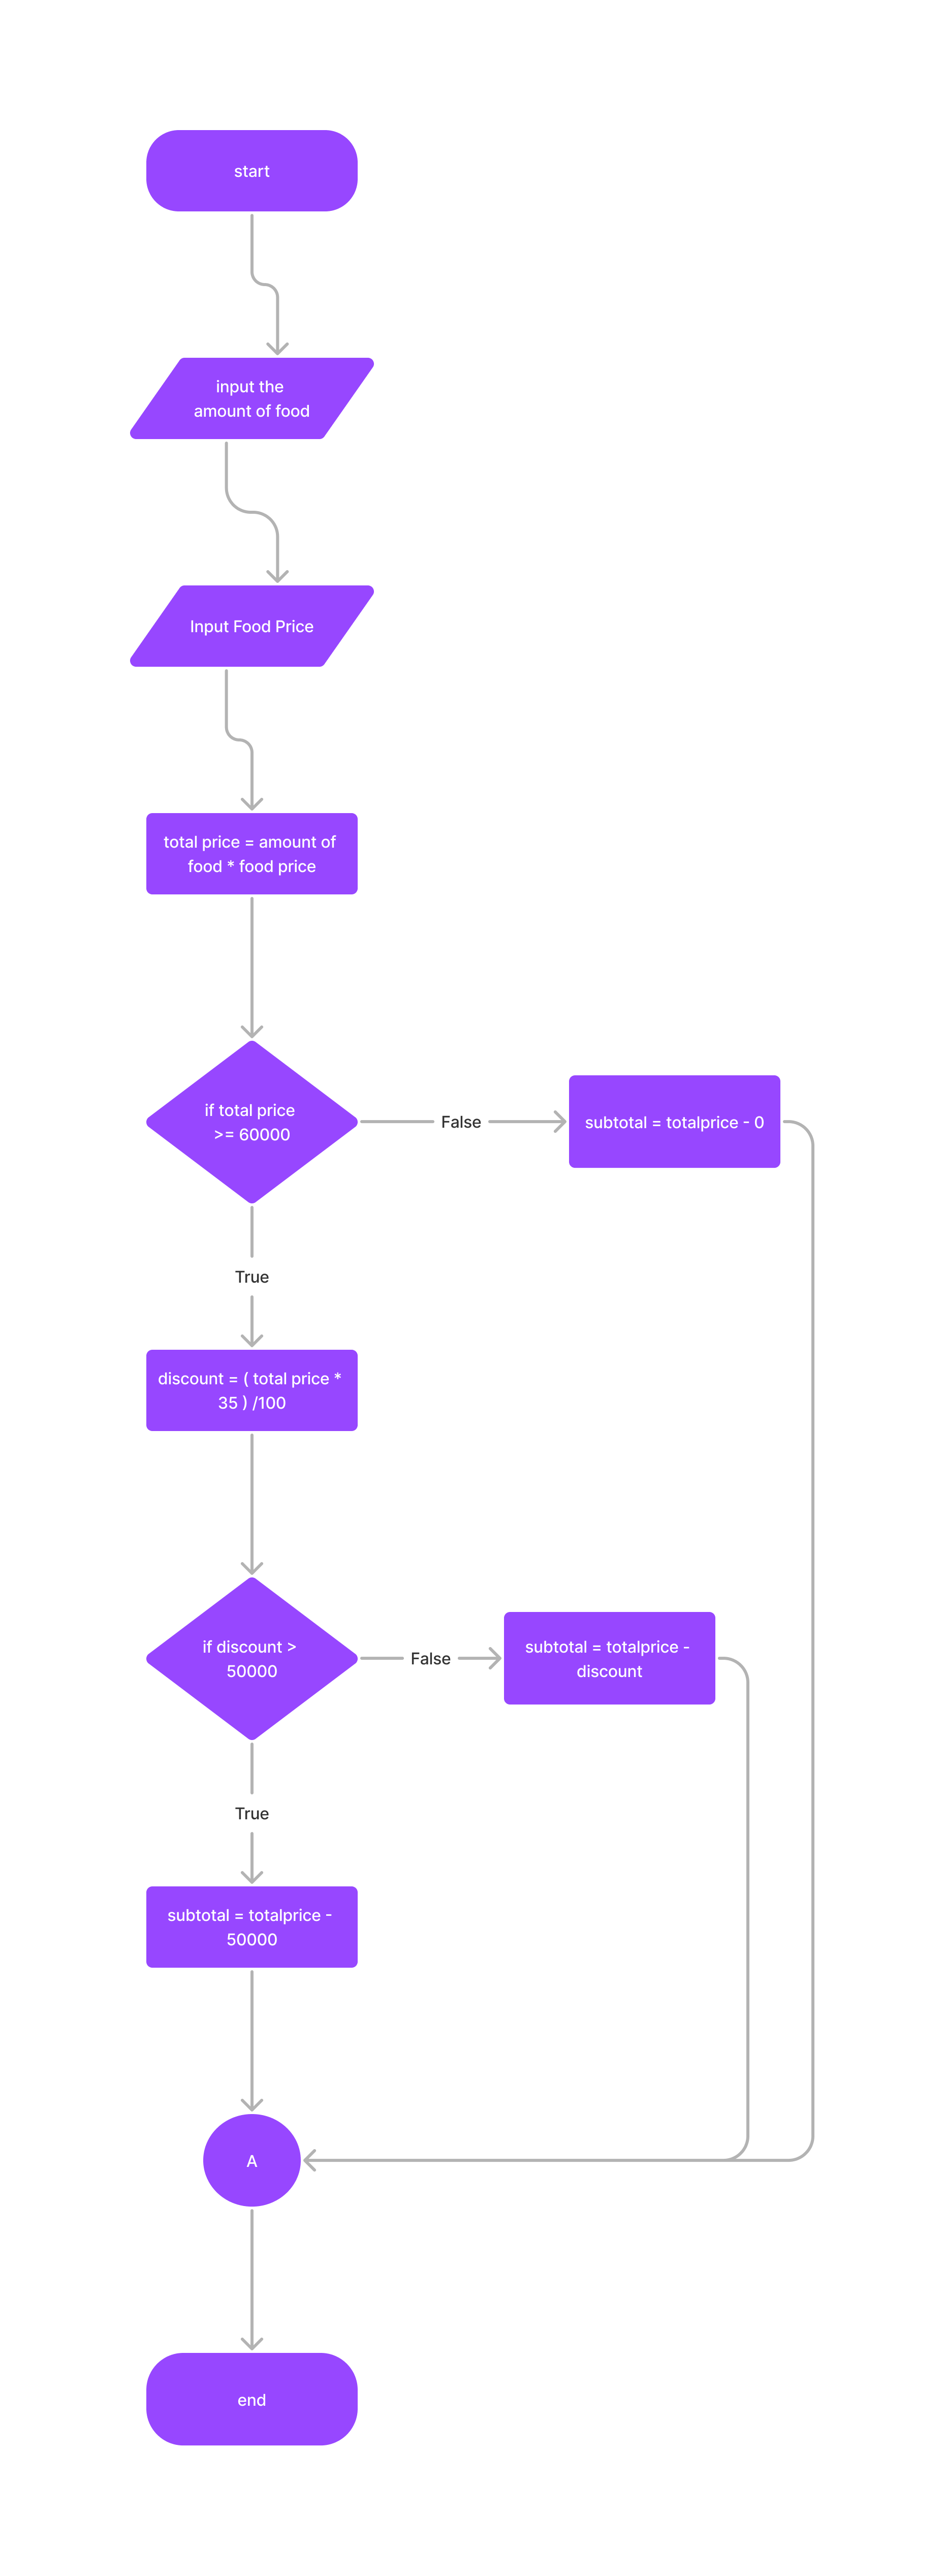 start
input the
amount of food
Input Food Price
total price = amount of
food * food price
if total price
>= 60000
False
subtotal = totalprice - 0
True
discount = ( total price *
35 ) /100
if discount >
50000
False
subtotal = totalprice -
discount
True
subtotal = totalprice -
50000
A
end